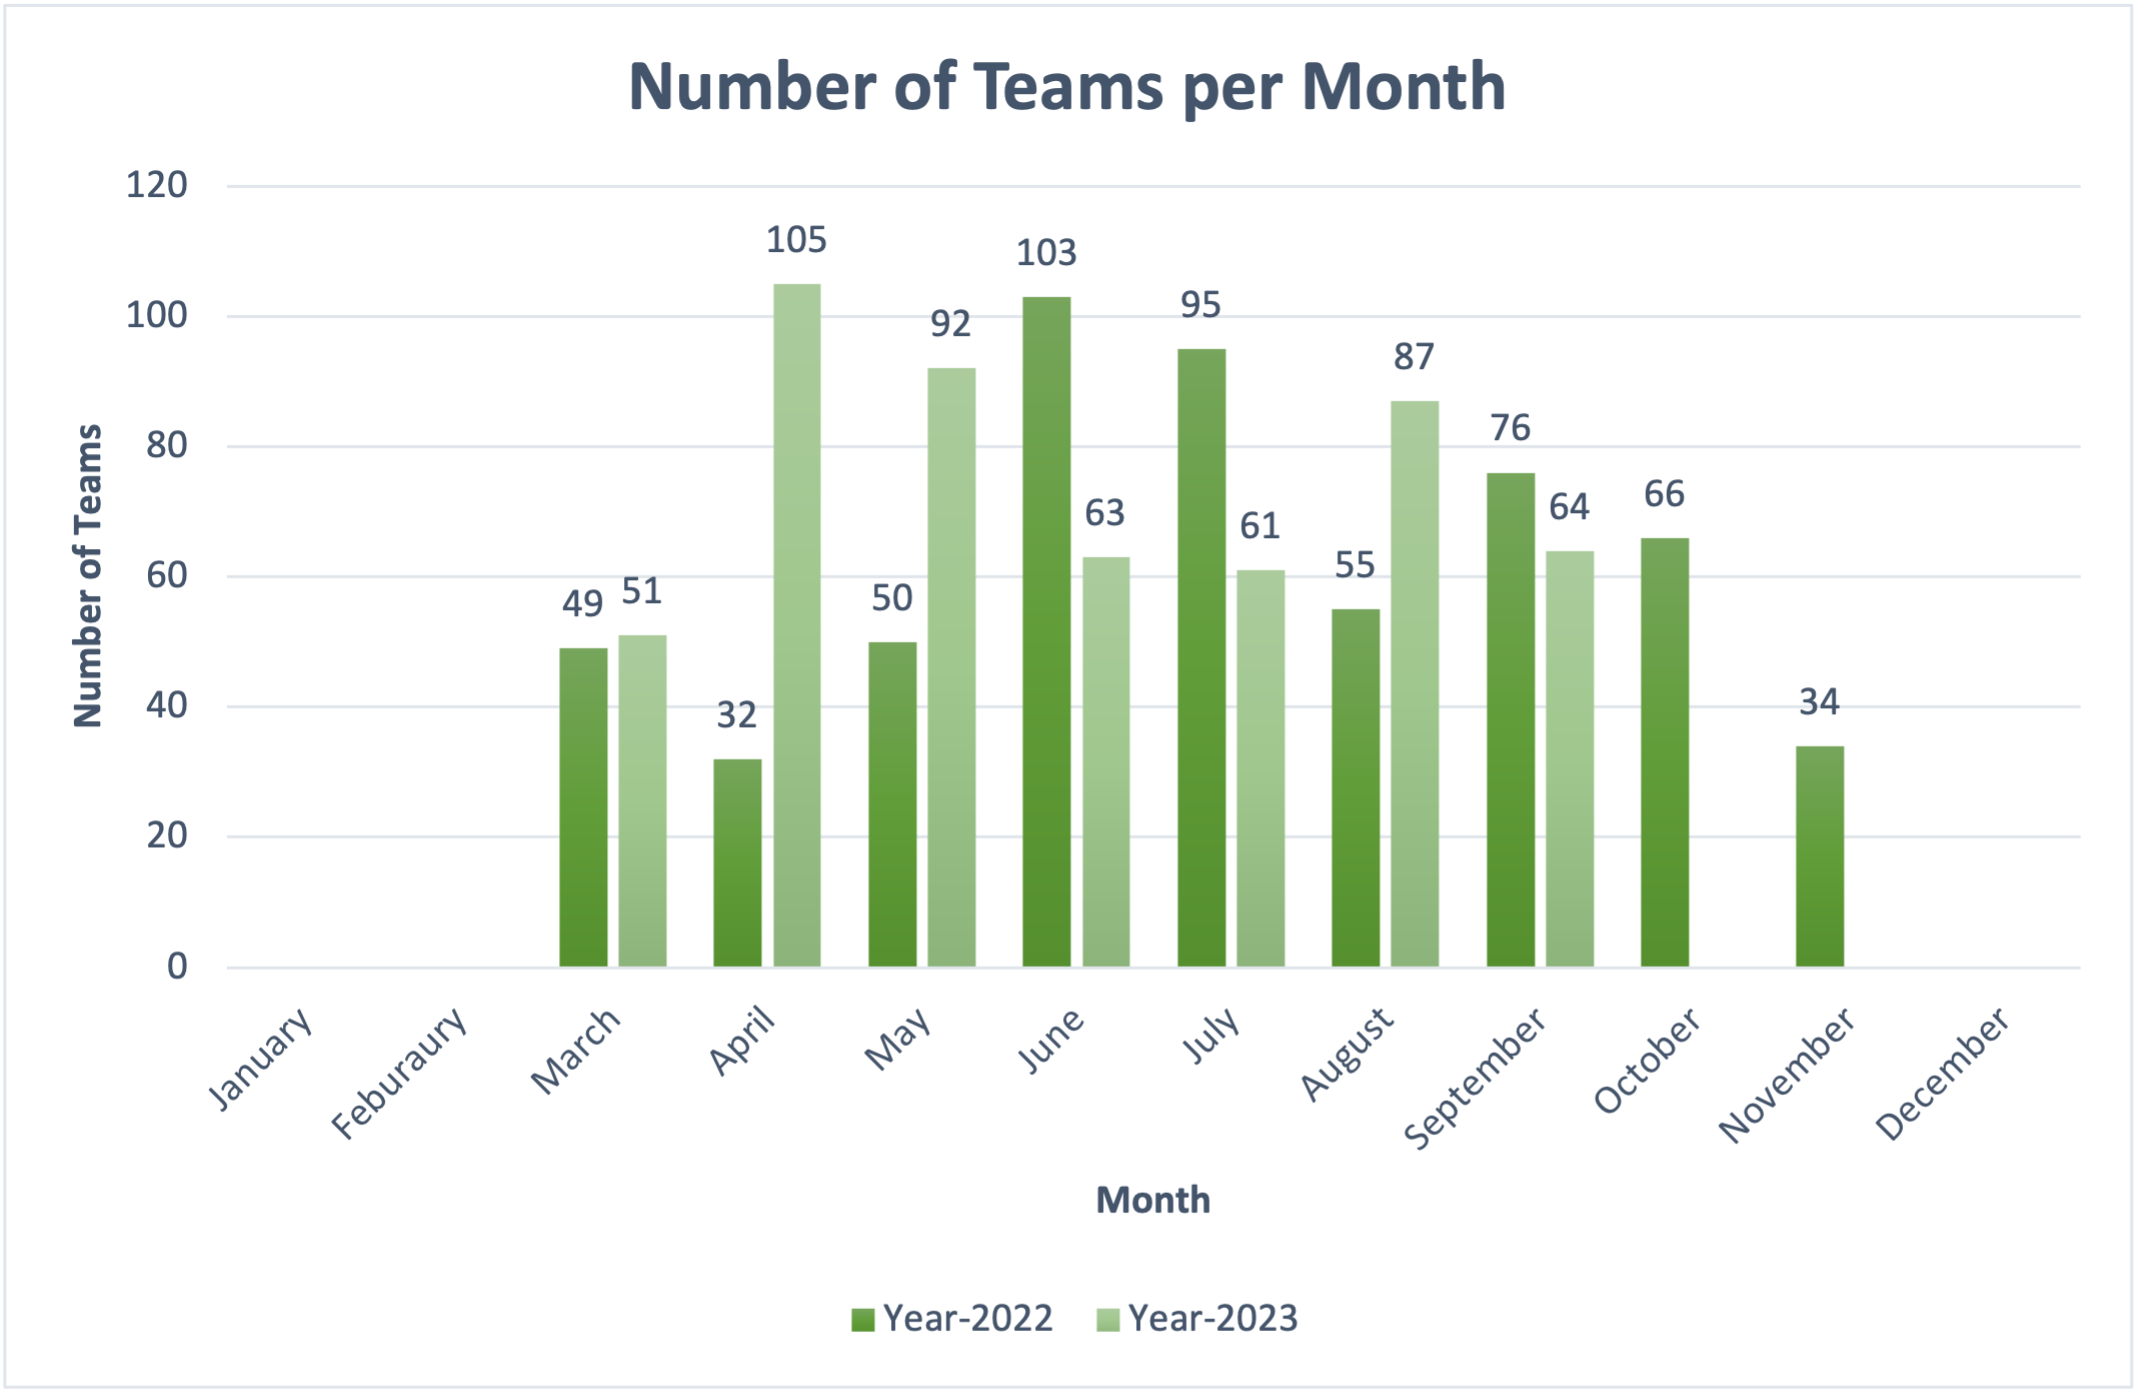 Number of Teams per Month
120
100
80
60
40
20
0
Number of Teams
49
51
32
105
50
92
103
63
95
61
55
87
76
64
66
34
January
Feburaury
March
April
May
June
July
August
September
October
November
December
Month
Year-2022
Year-2023